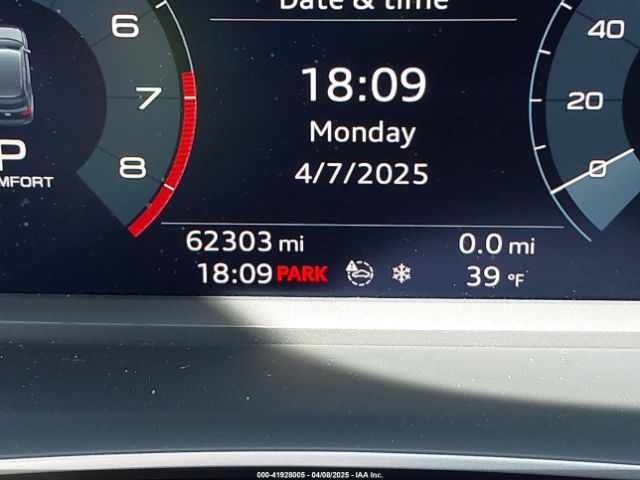 Date & time
6
40
18:09
7
20
Monday
P
8
4/7/2025
0
62303 mi
0.0 mi
18:09 PARK
39 °F
000-41928005 - 04/08/2025 - IAA Inc.